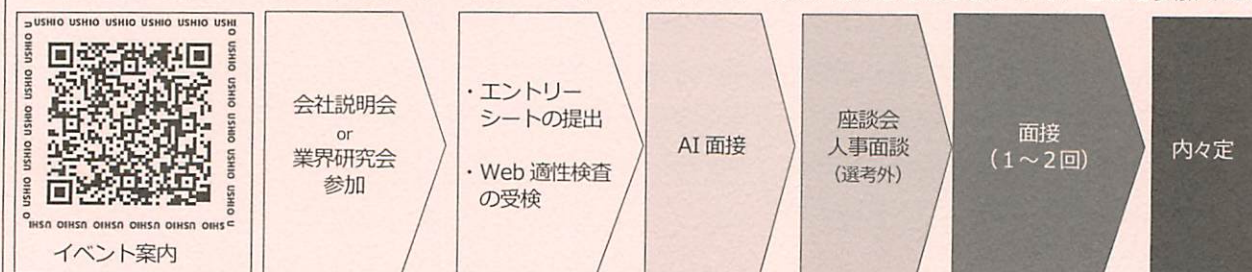 USHIO USHIO USHIO USHIO USHIO USHI
イベント案内
会社説明会
or
業界研究会
参加
・エントリー
シートの提出
・Web 適性検査
の受検
AI 面接
座談会
人事面談
(選考外)
面接
(1~2回)
内々定